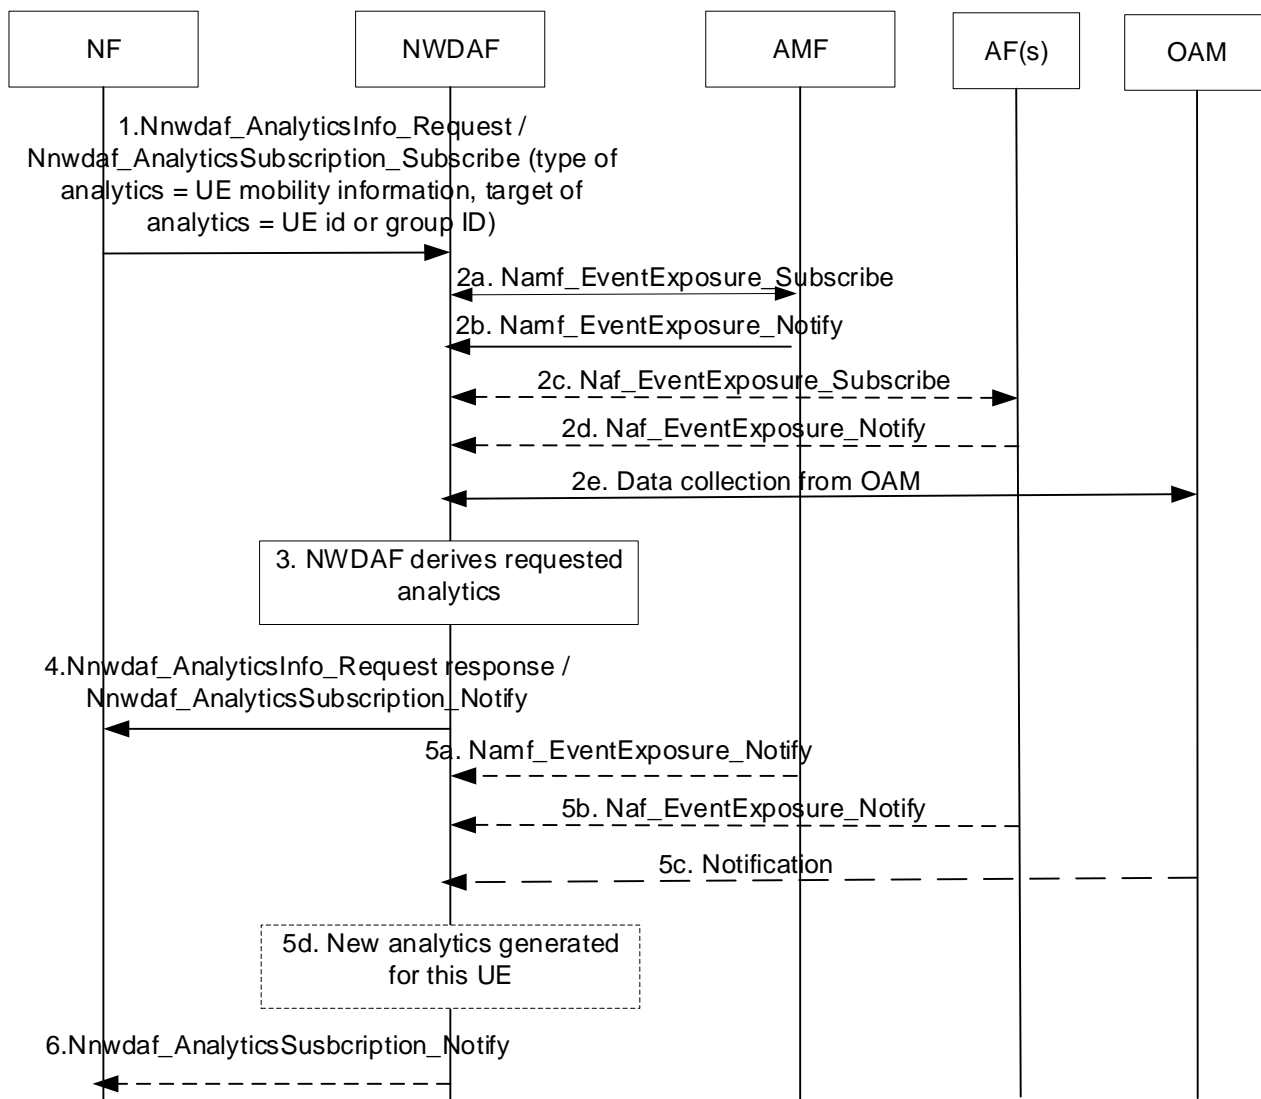 NF
NWDAF
AMF
AF(s)
OAM
1.Nnwdaf_AnalyticsInfo_Request /
Nnwdaf_AnalyticsSubscription_Subscribe (type of
analytics = UE mobility information, target of
analytics = UE id or group ID)
2a. Namf_EventExposure_Subscribe
2b. Namf_EventExposure_Notify
2c. Naf_EventExposure_Subscribe
2d. Naf_EventExposure_Notify
2e. Data collection from OAM
3. NWDAF derives requested
analytics
4.Nnwdaf_AnalyticsInfo_Request response /
Nnwdaf_AnalyticsSubscription_Notify
5a. Namf_EventExposure_Notify
5b. Naf_EventExposure_Notify
5c. Notification
5d. New analytics generated
for this UE
6.Nnwdaf_AnalyticsSusbcription_Notify